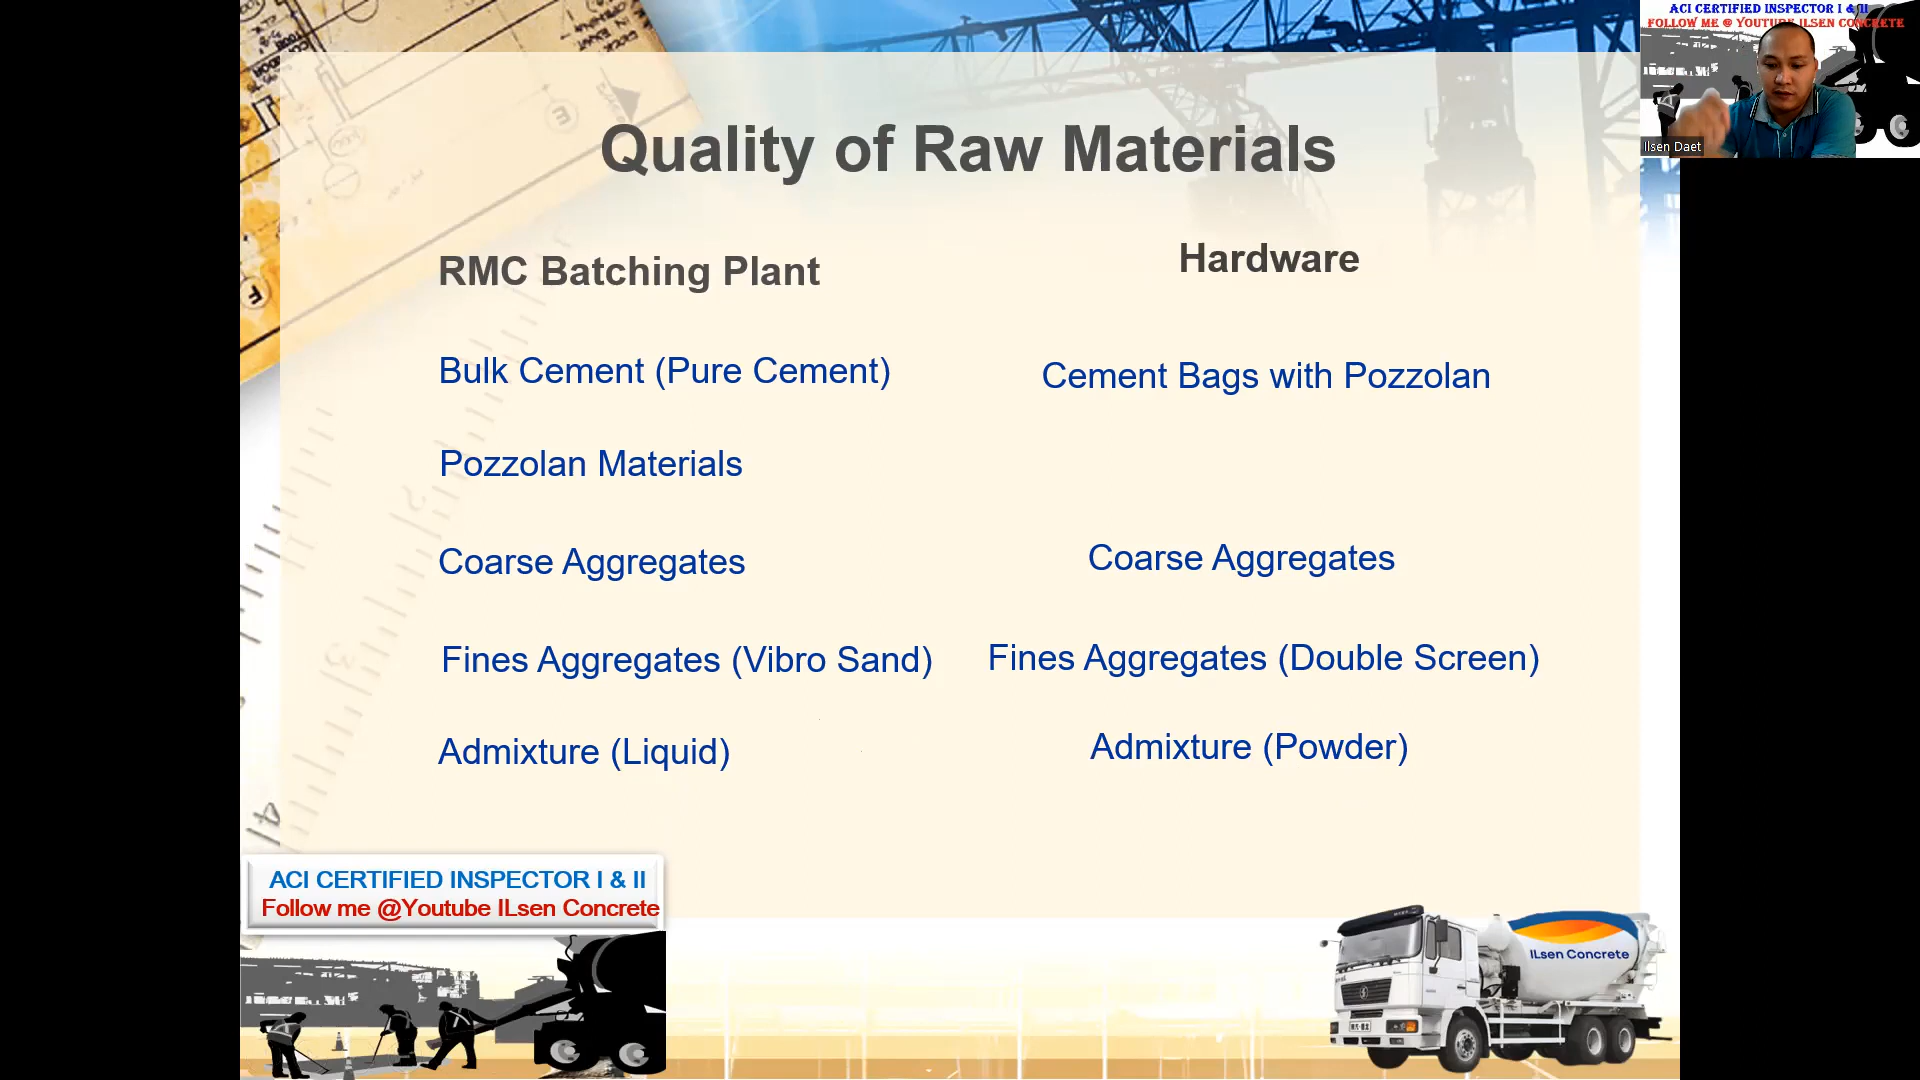 ACI CERTIFIED INSPECTOR I & II
FOLLOW ME @ YOUTUBE ILSEN CONCRETE
Ilsen Daet
Quality of Raw Materials
RMC Batching Plant
Hardware
Bulk Cement (Pure Cement)
Cement Bags with Pozzolan
Pozzolan Materials
Coarse Aggregates
Coarse Aggregates
Fines Aggregates (Vibro Sand)
Fines Aggregates (Double Screen)
Admixture (Liquid)
Admixture (Powder)
ACI CERTIFIED INSPECTOR I & II
Follow me @Youtube ILsen Concrete
ILsen Concrete